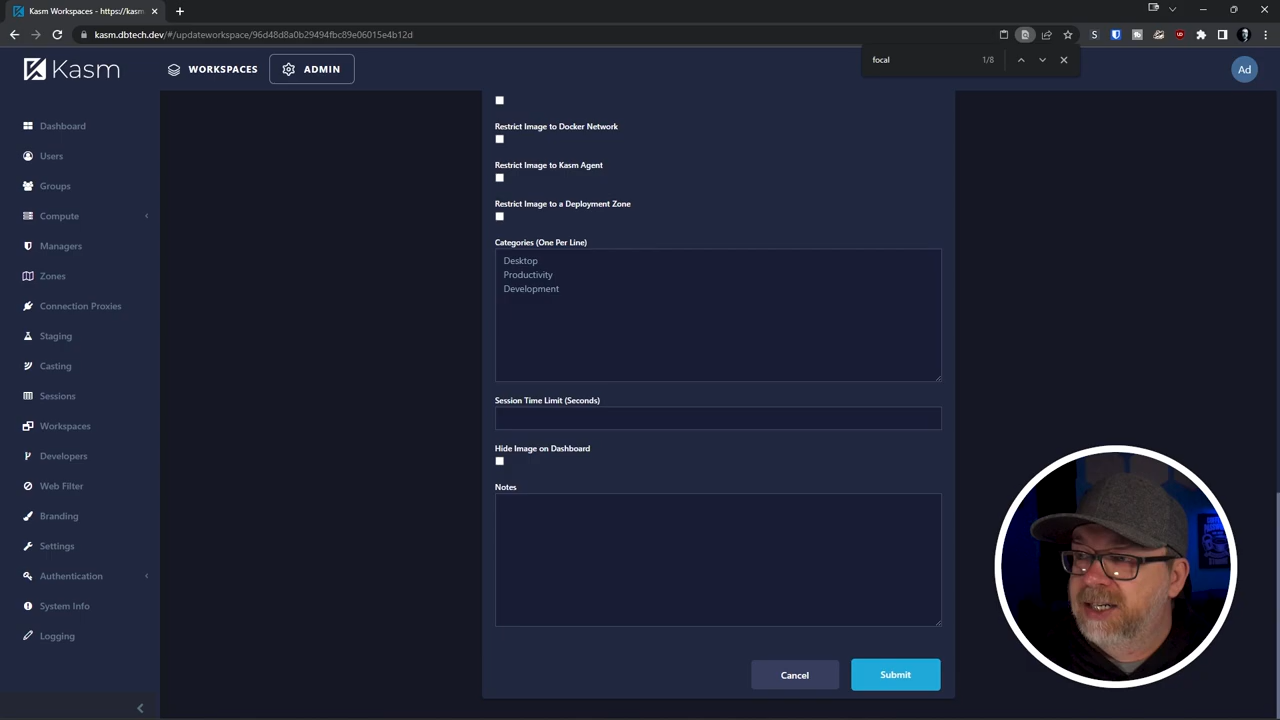 Kasm Workspaces - https://kasm
kasm.dbtech.dev/#/updateworkspace/96d48d8a0b29494fbc89e06015e4b12d
focal
1/8
Kasm
WORKSPACES
ADMIN
Ad
Dashboard
Users
Groups
Compute
Managers
Zones
Connection Proxies
Staging
Casting
Sessions
Workspaces
Developers
Web Filter
Branding
Settings
Authentication
System Info
Logging
Restrict Image to Docker Network
Restrict Image to Kasm Agent
Restrict Image to a Deployment Zone
Categories (One Per Line)
Desktop
Productivity
Development
Session Time Limit (Seconds)
Hide Image on Dashboard
Notes
Cancel
Submit